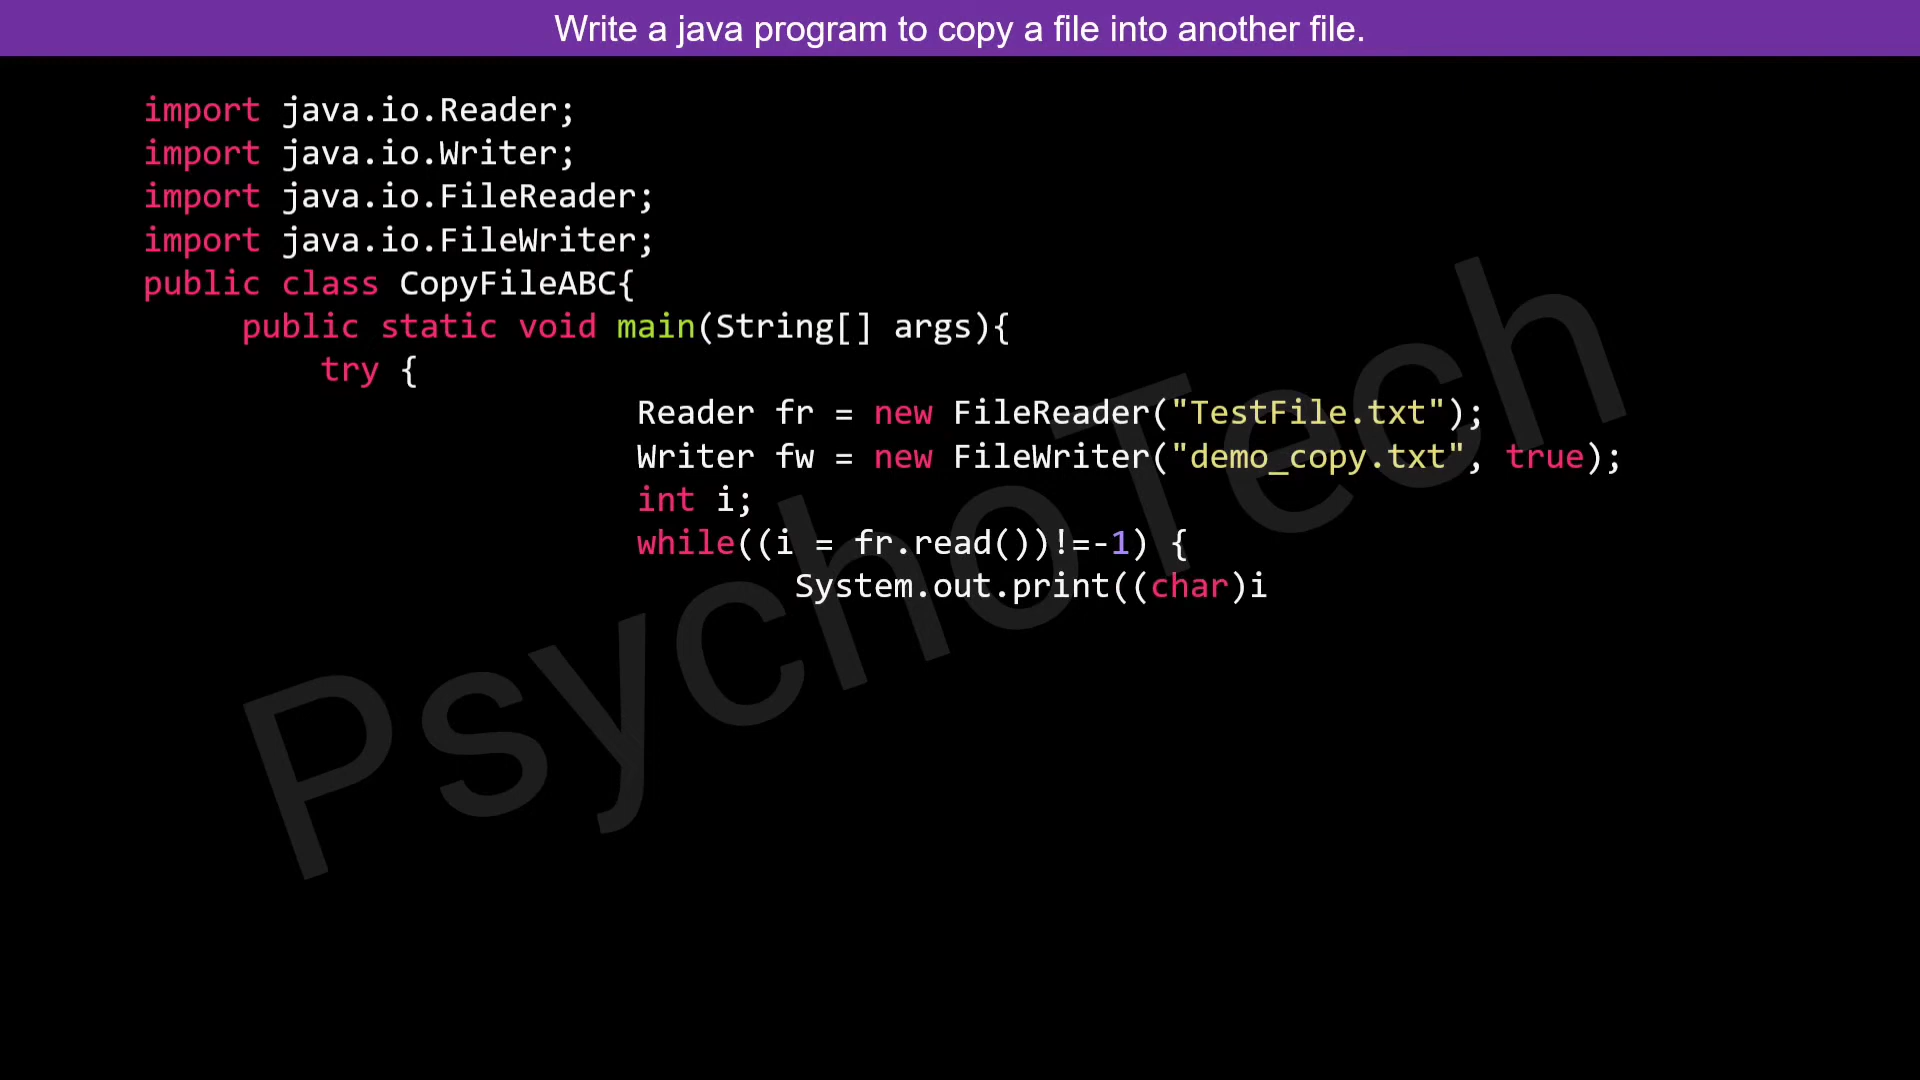 Write a java program to copy a file into another file.
import java.io.Reader;
import java.io.Writer;
import java.io.FileReader;
import java.io.FileWriter;
public class CopyFileABC{
public static void main(String[] args){
try {
Reader fr = new FileReader("TestFile.txt");
Writer fw = new FileWriter("demo_copy.txt", true);
int i;
while((i = fr.read())!=-1) {
System.out.print((char)i
PsychoTech